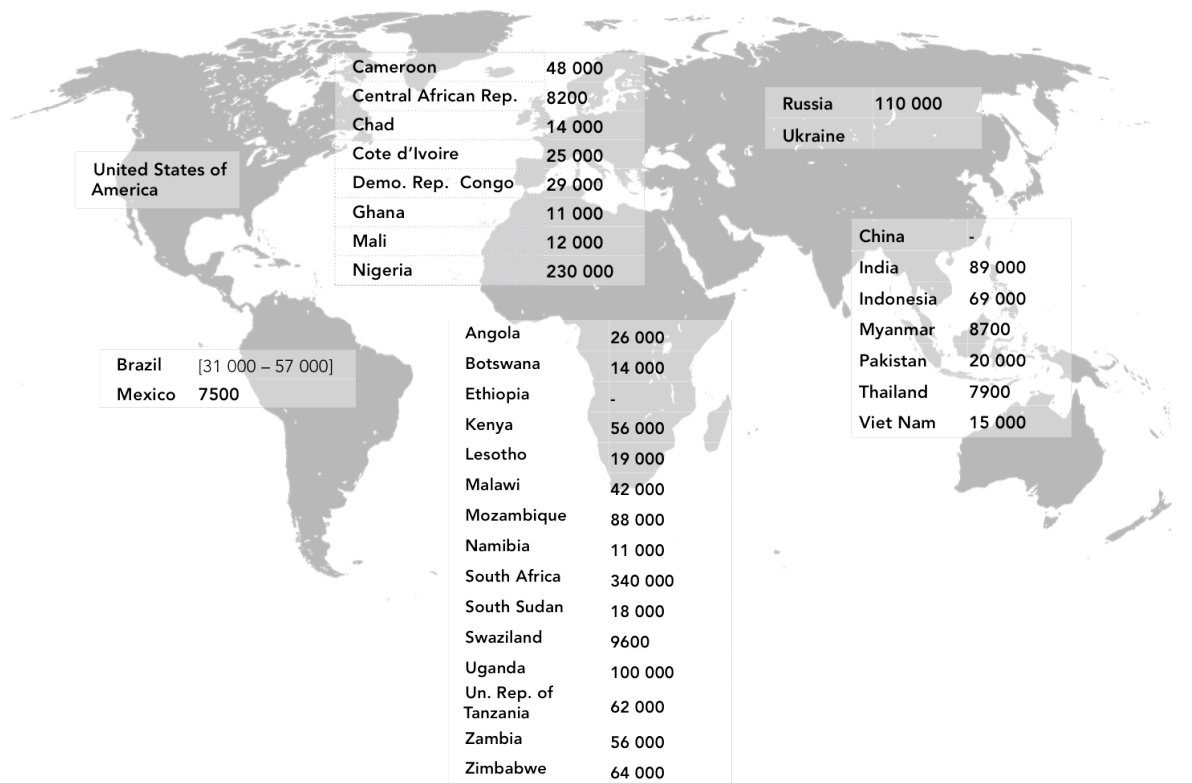 Cameroon 48 000
Central African Rep. 8200
Chad 14 000
Cote d’Ivoire 25 000
Demo. Rep. Congo 29 000
Ghana 11 000
Mali 12 000
Nigeria 230 000
Russia 110 000
Ukraine
United States of
America
China -
India 89 000
Indonesia 69 000
Myanmar 8700
Pakistan 20 000
Thailand 7900
Viet Nam 15 000
Brazil [31 000 – 57 000]
Mexico 7500
Angola 26 000
Botswana 14 000
Ethiopia -
Kenya 56 000
Lesotho 19 000
Malawi 42 000
Mozambique 88 000
Namibia 11 000
South Africa 340 000
South Sudan 18 000
Swaziland 9600
Uganda 100 000
Un. Rep. of
Tanzania 62 000
Zambia 56 000
Zimbabwe 64 000